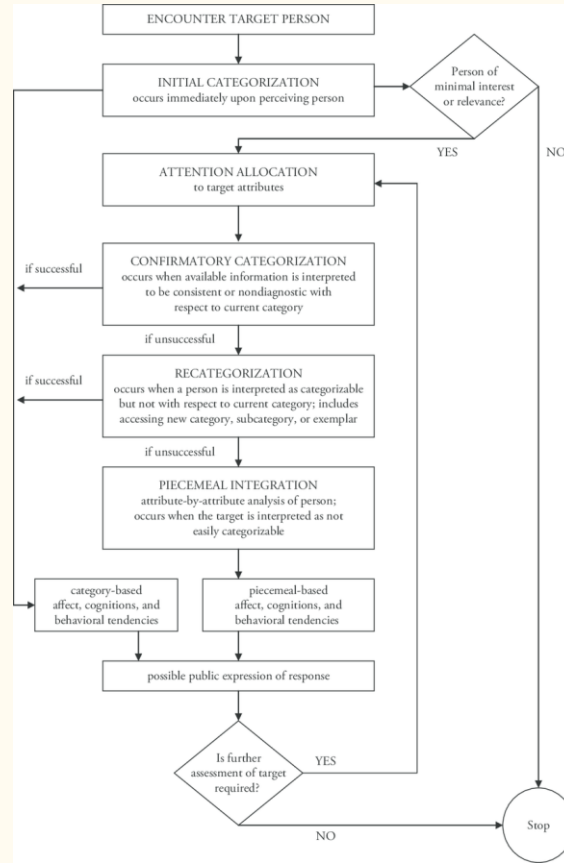 ENCOUNTER TARGET PERSON
INITIAL CATEGORIZATION
occurs immediately upon perceiving person
Person of
minimal interest
or relevance?
YES
NO
ATTENTION ALLOCATION
to target attributes
CONFIRMATORY CATEGORIZATION
occurs when available information is interpreted
to be consistent or nondiagnostic with
respect to current category
if successful
if unsuccessful
RECATEGORIZATION
occurs when a person is interpreted as categorizable
but not with respect to current category; includes
accessing new category, subcategory, or exemplar
if successful
if unsuccessful
PIECEMEAL INTEGRATION
attribute-by-attribute analysis of person;
occurs when the target is interpreted as not
easily categorizable
category-based
affect, cognitions, and
behavioral tendencies
piecemeal-based
affect, cognitions, and
behavioral tendencies
possible public expression of response
Is further
assessment of target
required?
YES
NO
Stop